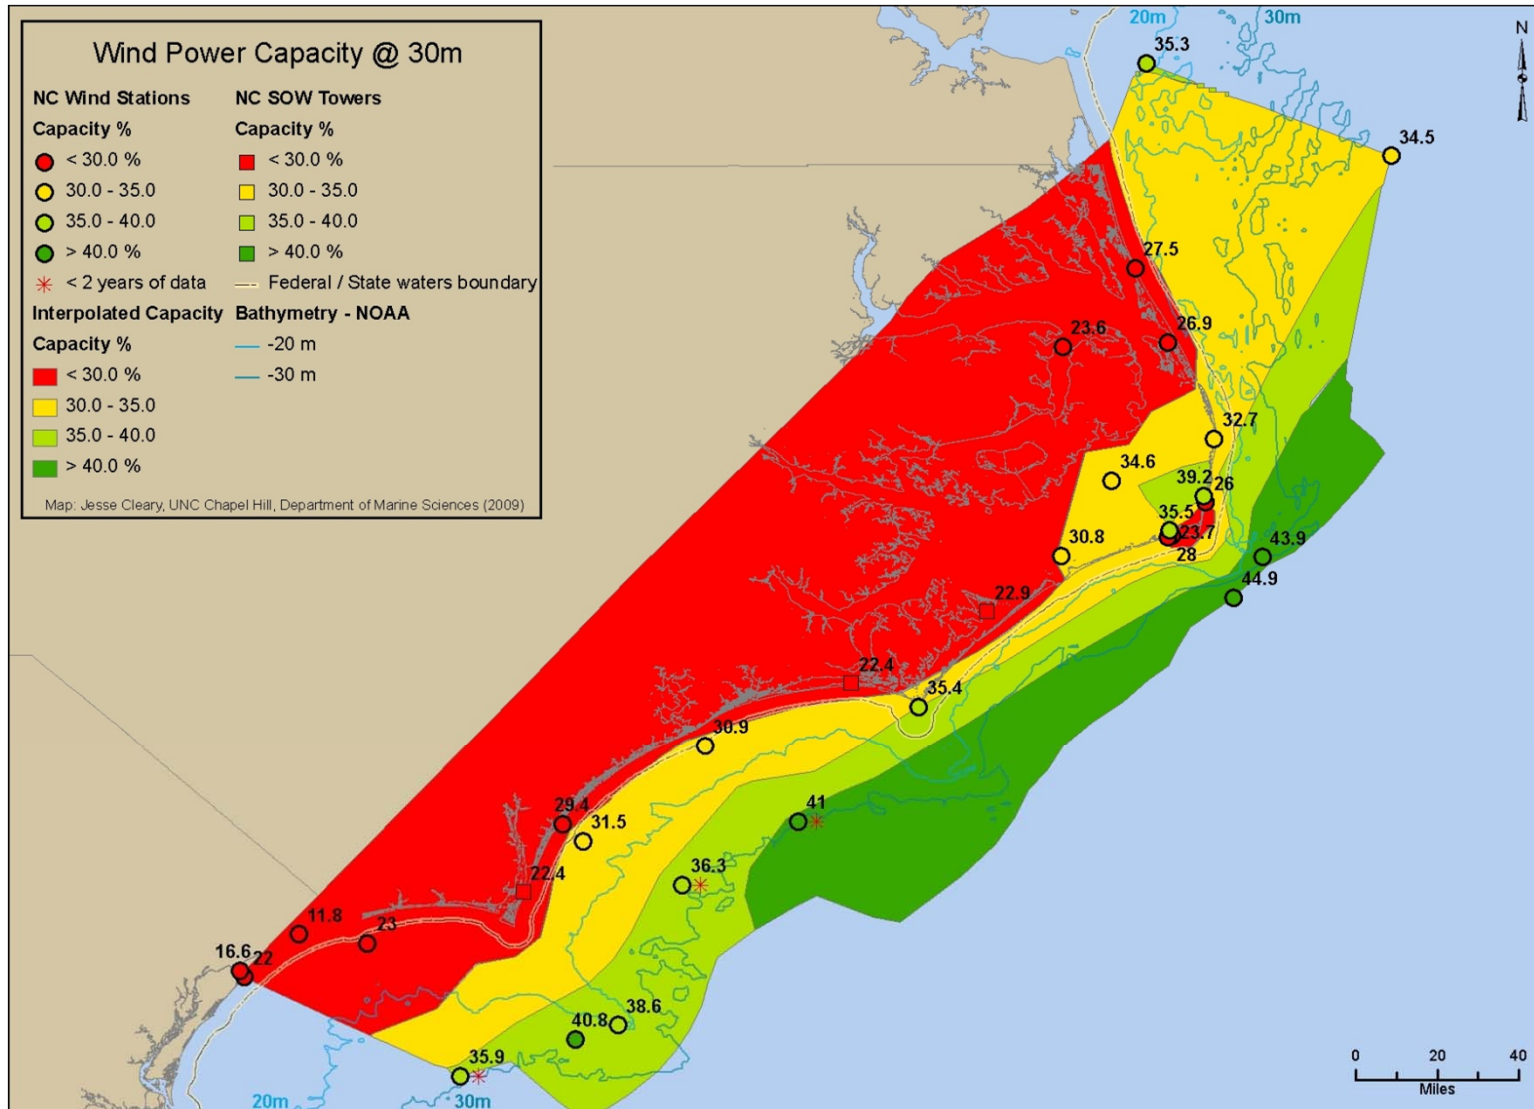 Wind Power Capacity @ 30m
NC Wind Stations
Capacity %
< 30.0 %
30.0 - 35.0
35.0 - 40.0
> 40.0 %
< 2 years of data
Interpolated Capacity
Capacity %
< 30.0 %
30.0 - 35.0
35.0 - 40.0
> 40.0 %
NC SOW Towers
Capacity %
< 30.0 %
30.0 - 35.0
35.0 - 40.0
> 40.0 %
Federal / State waters boundary
Bathymetry - NOAA
-20 m
-30 m
Map: Jesse Cleary, UNC Chapel Hill, Department of Marine Sciences (2009)
20m
30m
N
35.3
34.5
27.5
26.9
23.6
32.7
34.6
39.2
26
35.5
23.7
28
30.8
43.9
44.9
22.9
22.4
35.4
30.9
29.4
31.5
41
36.3
22.4
11.8
23
16.6
22
38.6
40.8
35.9
20m
30m
0 20 40
Miles